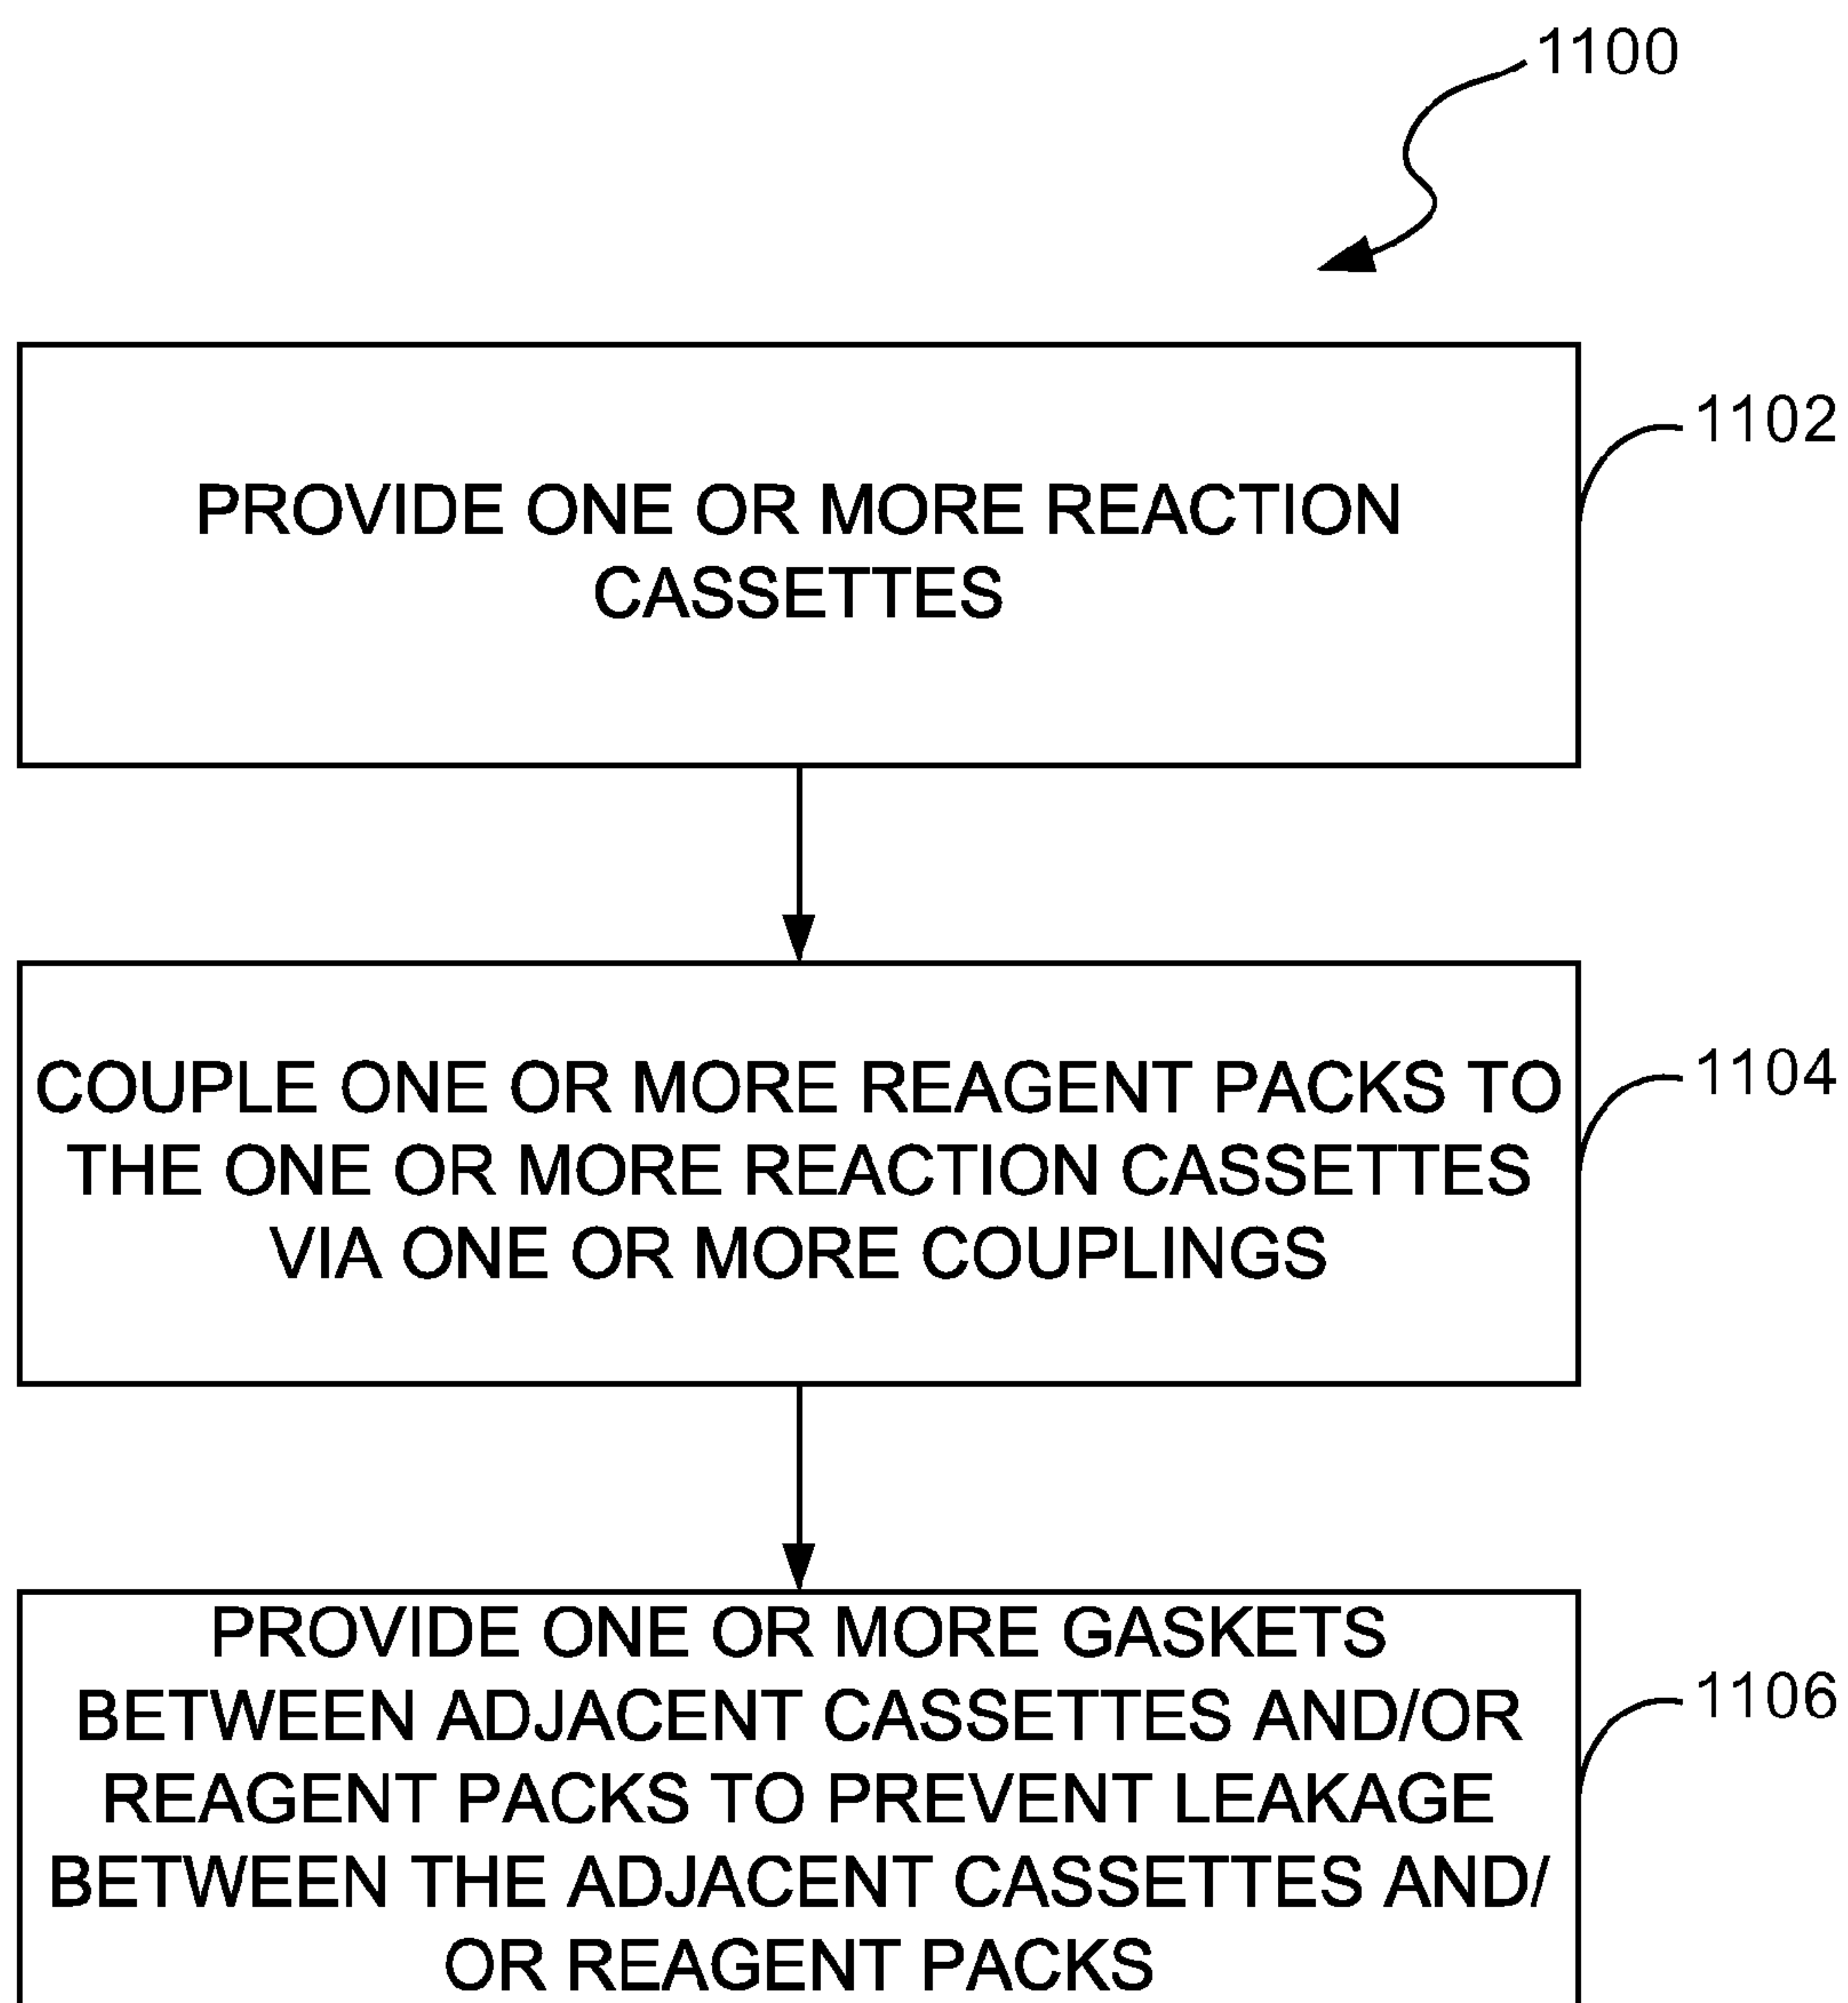 1100
1102
PROVIDE ONE OR MORE REACTION
CASSETTES
1104
COUPLE ONE OR MORE REAGENT PACKS TO
THE ONE OR MORE REACTION CASSETTES
VIA ONE OR MORE COUPLINGS
1106
PROVIDE ONE OR MORE GASKETS
BETWEEN ADJACENT CASSETTES AND/OR
REAGENT PACKS TO PREVENT LEAKAGE
BETWEEN THE ADJACENT CASSETTES AND/
OR REAGENT PACKS